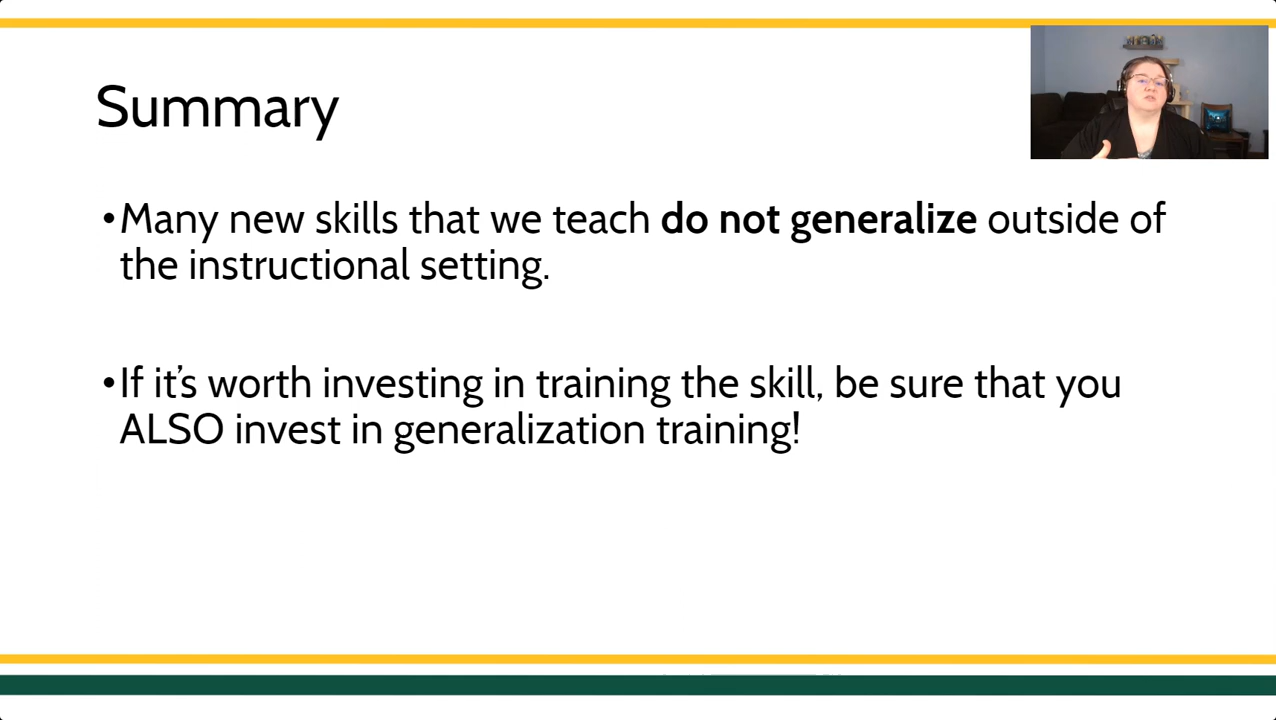 Summary
•Many new skills that we teach do not generalize outside of
the instructional setting.
•If it’s worth investing in training the skill, be sure that you
ALSO invest in generalization training!